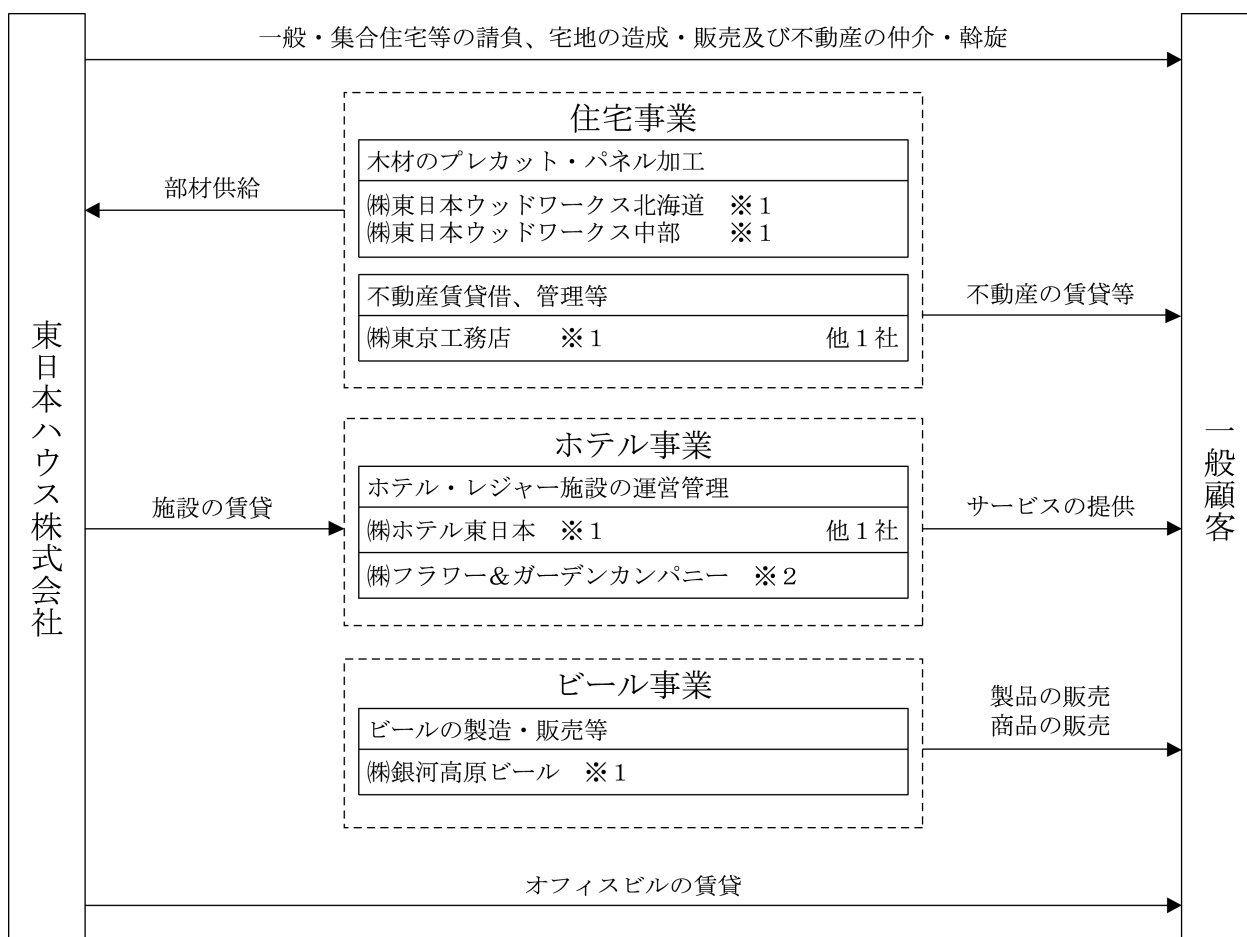 一般・集合住宅等の請負、宅地の造成・販売及び不動産の仲介・斡旋
東日本ハウス株式会社
住宅事業
木材のプレカット・パネル加工
㈱東日本ウッドワークス北海道 ※1
㈱東日本ウッドワークス中部 ※1
部材供給
不動産賃貸借、管理等
㈱東京工務店 ※1 他1社
不動産の賃貸等
ホテル事業
ホテル・レジャー施設の運営管理
㈱ホテル東日本 ※1 他1社
㈱フラワー&ガーデンカンパニー ※2
施設の賃貸
サービスの提供
ビール事業
ビールの製造・販売等
㈱銀河高原ビール ※1
製品の販売
商品の販売
オフィスビルの賃貸
一般顧客